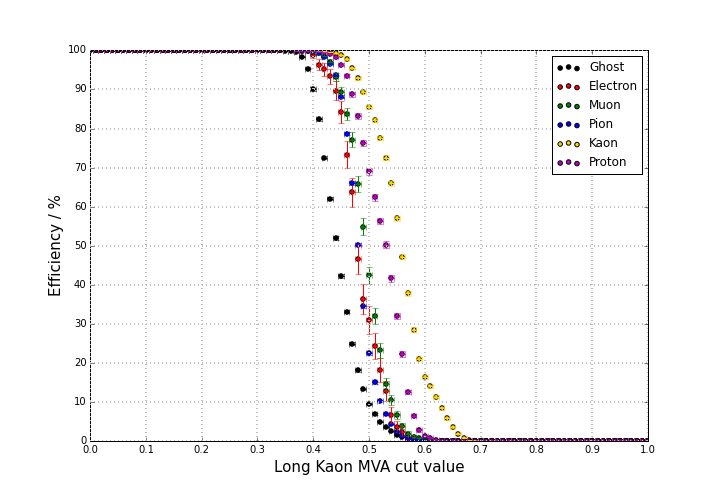 100
90
80
70
60
50
40
30
20
10
0
Efficiency / %
Ghost
Electron
Muon
Pion
Kaon
Proton
0.0 0.1 0.2 0.3 0.4 0.5 0.6 0.7 0.8 0.9 1.0
Long Kaon MVA cut value